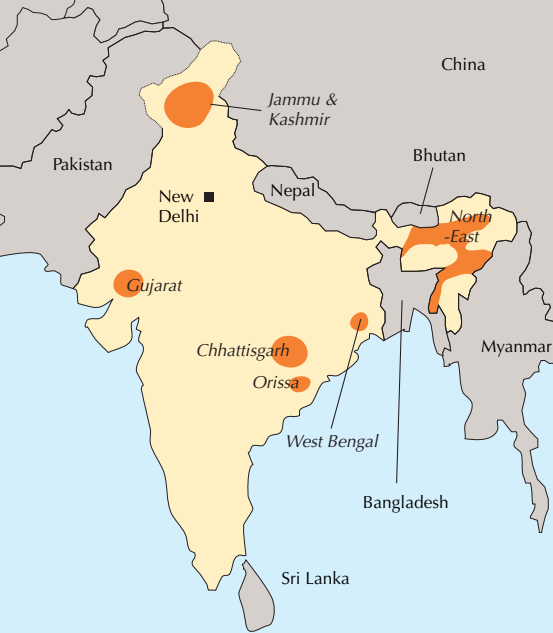 China
Jammu &
Kashmir
Bhutan
Pakistan
Nepal
New
Delhi
North
-East
Gujarat
Chhattisgarh
Myanmar
Orissa
West Bengal
Bangladesh
Sri Lanka